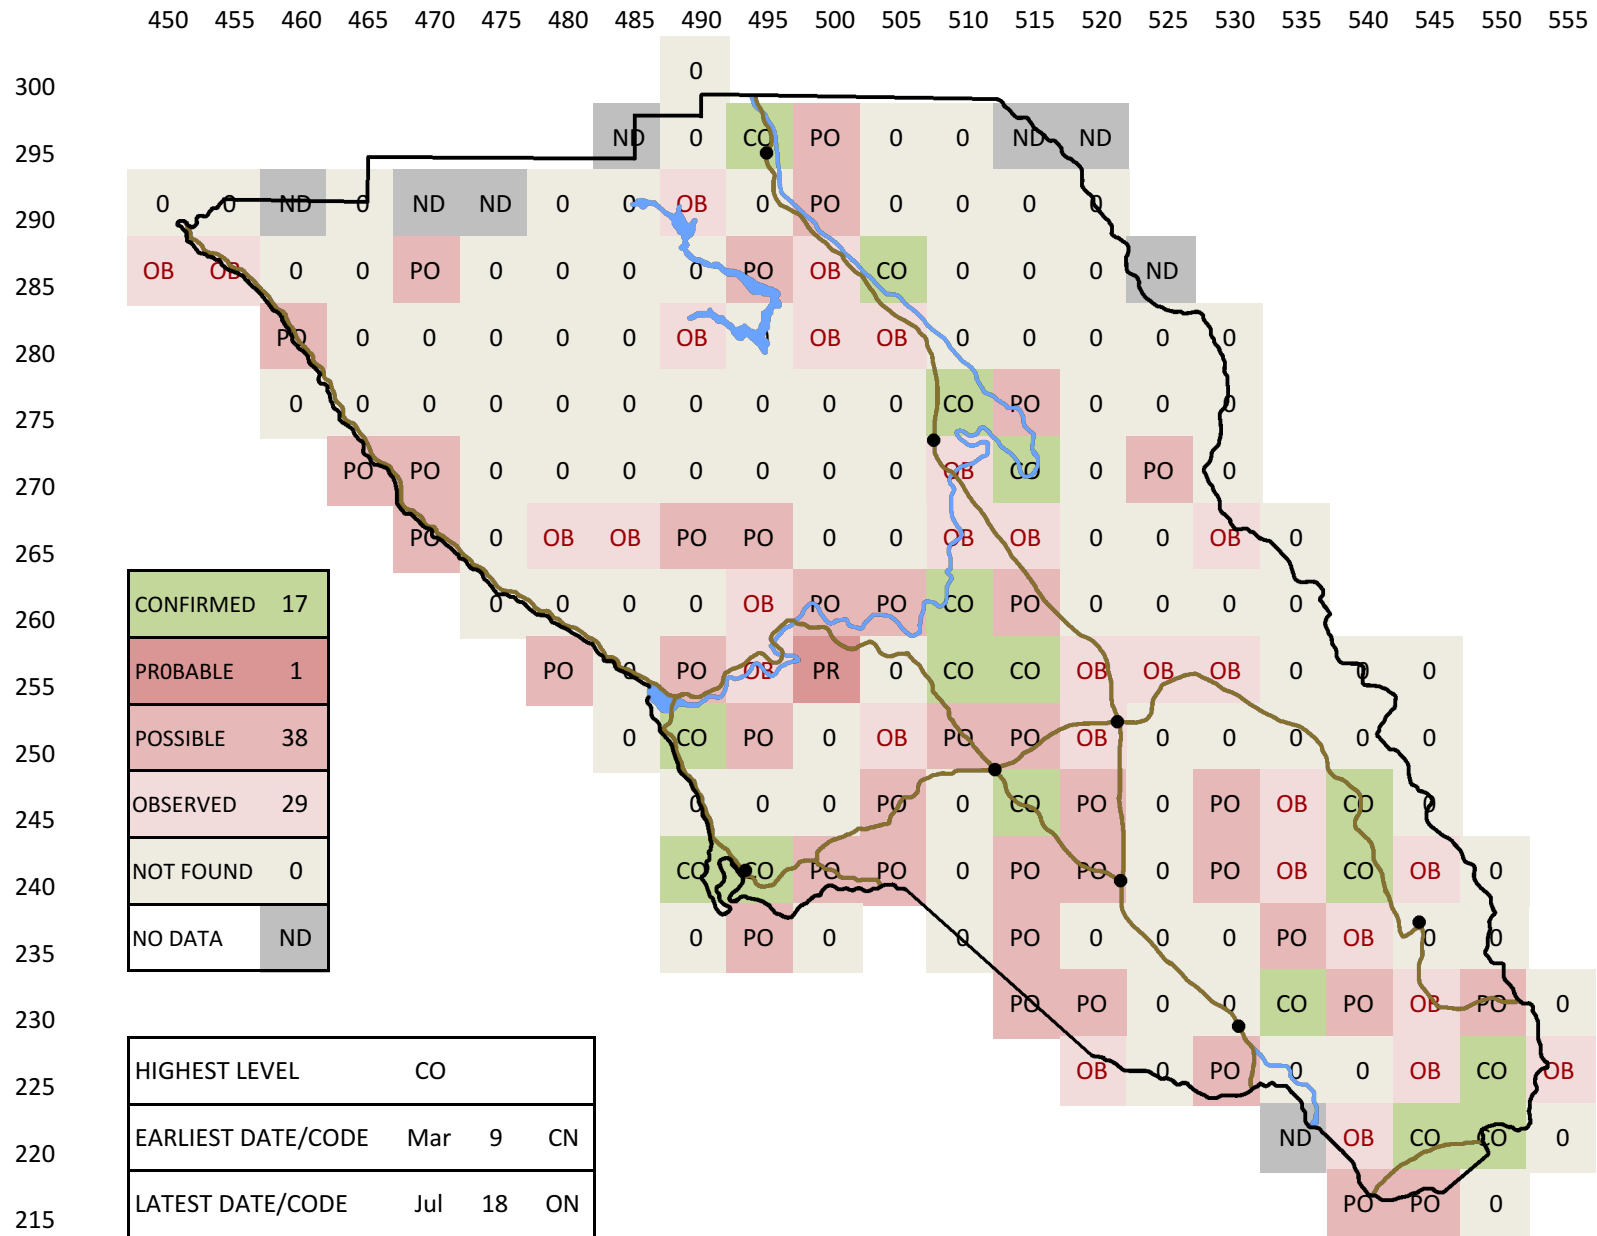 450 455 460 465 470 475 480 485 490 495 500 505 510 515 520 525 530 535 540 545 550 555
0
300
ND 0 CO PO 0 0 ND ND
295
0 0 ND 0 ND ND 0 0 OB 0 PO 0 0 0 0
290
OB OB 0 0 PO 0 0 0 0 PO OB CO 0 0 0 ND
285
PO 0 0 0 0 0 OB 0 OB OB 0 0 0 0 0
280
0 0 0 0 0 0 0 0 0 0 CO PO 0 0 0
275
PO PO 0 0 0 0 0 0 0 OB CO 0 PO 0
270
PO 0 OB OB PO PO 0 0 OB OB 0 0 OB 0
265
CONFIRMED 17
0 0 0 0 OB PO PO CO PO 0 0 0 0
260
PR0BABLE 1
PO 0 PO OB PR 0 CO CO OB OB OB 0 0 0
255
POSSIBLE 38
0 CO PO 0 OB PO PO OB 0 0 0 0 0
250
OBSERVED 29
0 0 0 PO 0 CO PO 0 PO OB CO 0
245
NOT FOUND 0
CO CO PO PO 0 PO PO 0 PO OB CO OB 0
240
NO DATA ND
0 PO 0 0 PO 0 0 0 PO OB 0 0
235
PO PO 0 0 CO PO OB PO 0
230
HIGHEST LEVEL CO
OB 0 PO 0 0 OB CO OB
225
EARLIEST DATE/CODE Mar 9 CN
ND OB CO CO 0
220
LATEST DATE/CODE Jul 18 ON
PO PO 0
215